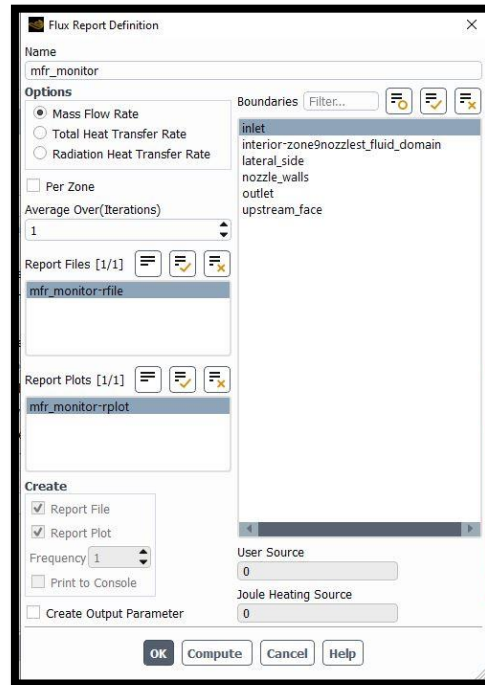 Flux Report Definition
Name
mfr_monitor
Options
Mass Flow Rate
Total Heat Transfer Rate
Radiation Heat Transfer Rate
Per Zone
Average Over(Iterations)
1
Report Files [1/1]
mfr_monitor-rfile
Report Plots [1/1]
mfr_monitor-rplot
Create
Report File
Report Plot
Frequency 1
Print to Console
Create Output Parameter
Boundaries Filter...
inlet
interior-zone9nozzlest_fluid_domain
lateral_side
nozzle_walls
outlet
upstream_face
User Source
0
Joule Heating Source
0
OK Compute Cancel Help